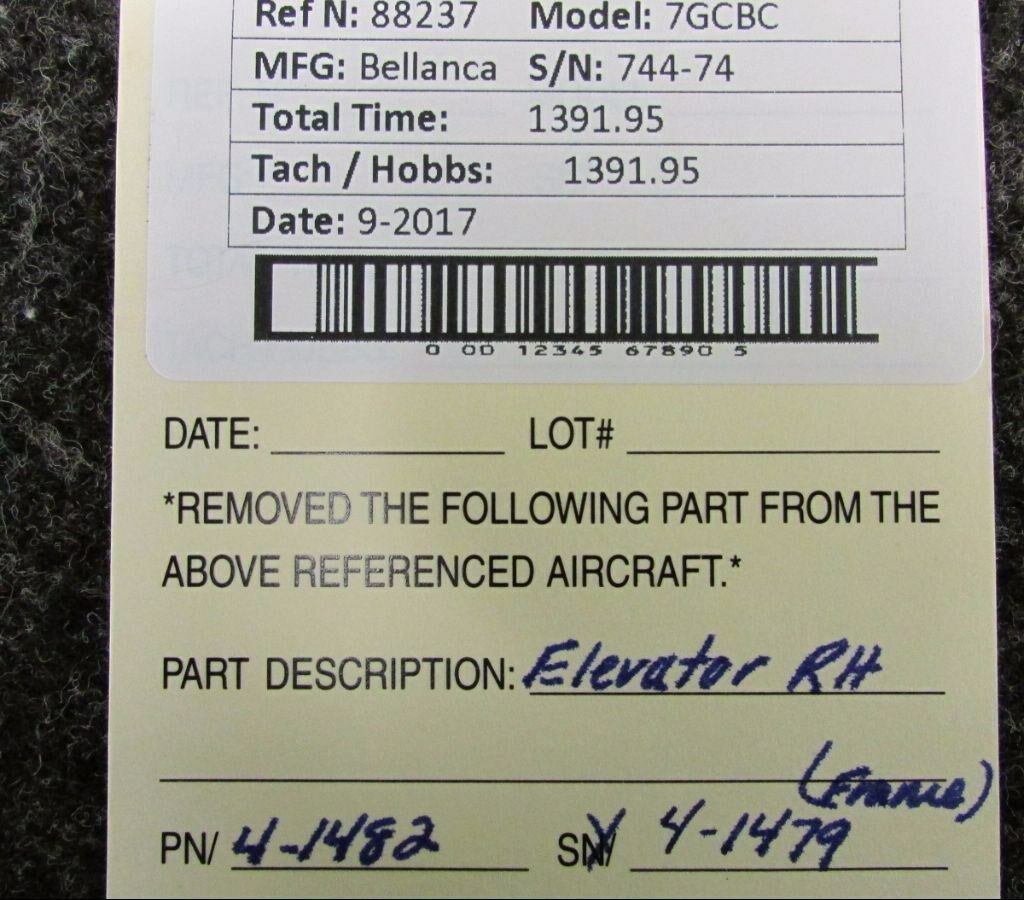 Ref N: 88237 Model: 7GCBC
MFG: Bellanca S/N: 744-74
Total Time: 1391.95
Tach / Hobbs: 1391.95
Date: 9-2017
0 00 12345 67890 5
DATE: LOT#
*REMOVED THE FOLLOWING PART FROM THE
ABOVE REFERENCED AIRCRAFT.*
PART DESCRIPTION: Elevator RH
(Frame)
PN/ 4-1482 SN/ 4-1479